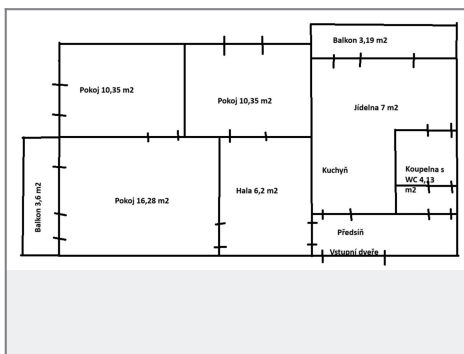 Balkon 3,19 m2
Pokoj 10,35 m2
Pokoj 10,35 m2
Jídelna 7 m2
Balkon 3,6 m2
Pokoj 16,28 m2
Hala 6,2 m2
Kuchyň
Koupelna s
WC 4,13
m2
Předsíň
Vstupní dveře